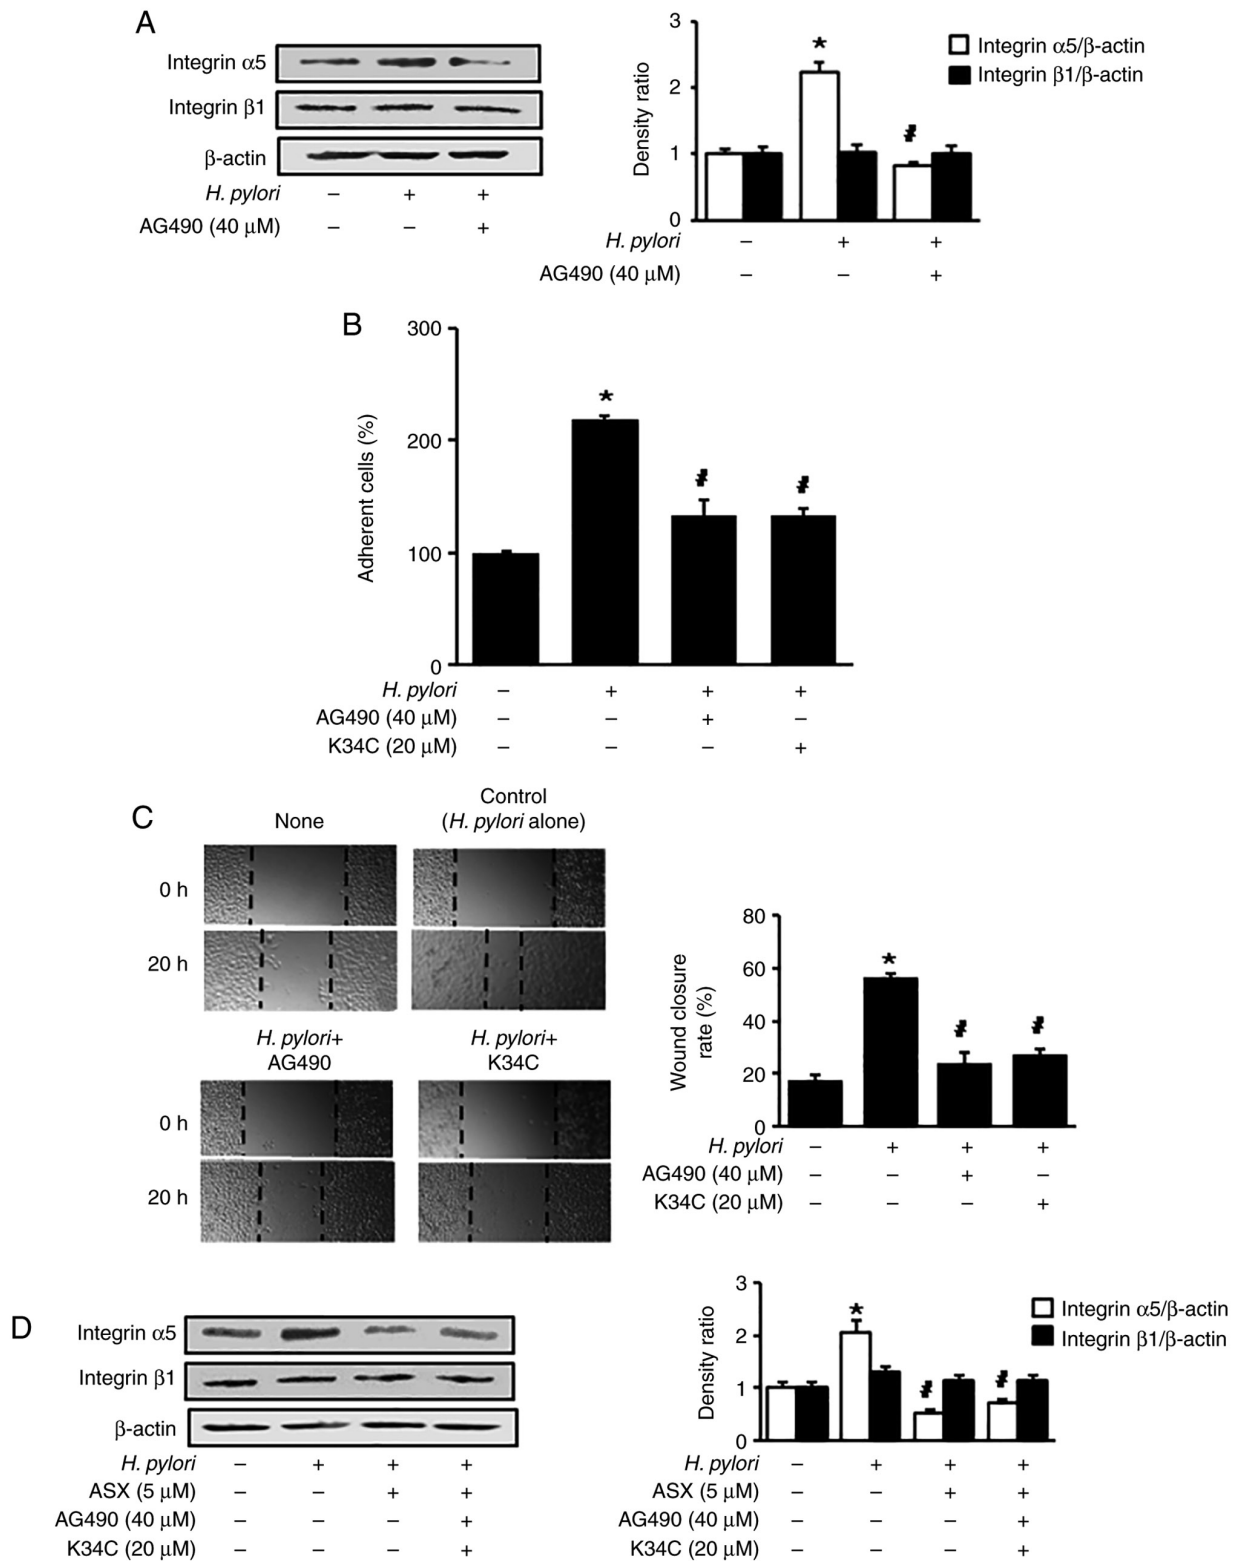 A
Integrin α5
Integrin β1
β-actin
H. pylori – + +
AG490 (40 μM) – – +
3
2
1
0
Density ratio
*
#
Integrin α5/β-actin
Integrin β1/β-actin
H. pylori – + +
AG490 (40 μM) – – +
B
300
200
100
0
Adherent cells (%)
*
#
#
H. pylori – + + +
AG490 (40 μM) – – + –
K34C (20 μM) – – – +
C
None
Control
(H. pylori alone)
0 h
20 h
H. pylori+
AG490
H. pylori+
K34C
0 h
20 h
80
60
40
20
0
Wound closure
rate (%)
*
#
#
H. pylori – + + +
AG490 (40 μM) – – + –
K34C (20 μM) – – – +
D
Integrin α5
Integrin β1
β-actin
H. pylori – + + +
ASX (5 μM) – – + +
AG490 (40 μM) – – – +
K34C (20 μM) – – – +
3
2
1
0
Density ratio
*
#
#
Integrin α5/β-actin
Integrin β1/β-actin
H. pylori – + + +
ASX (5 μM) – – + +
AG490 (40 μM) – – – +
K34C (20 μM) – – – +